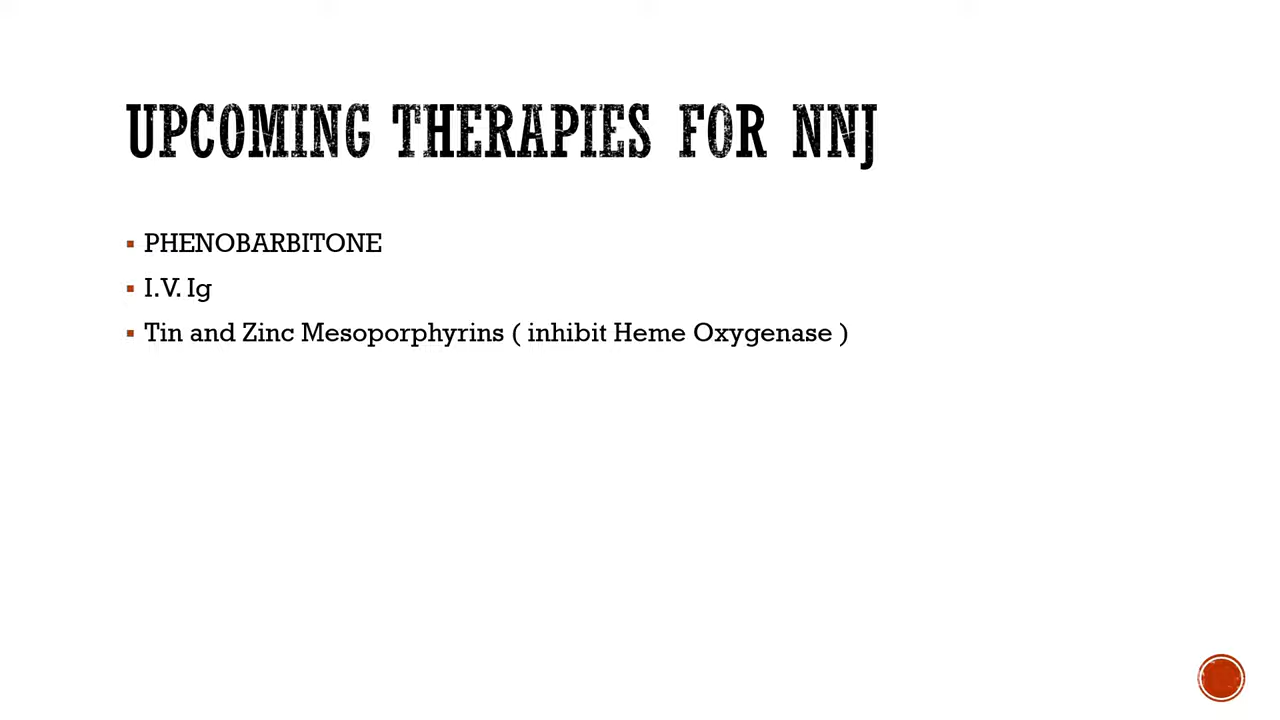 UPCOMING THERAPIES FOR NNJ
PHENOBARBITONE
I.V. Ig
Tin and Zinc Mesoporphyrins ( inhibit Heme Oxygenase )